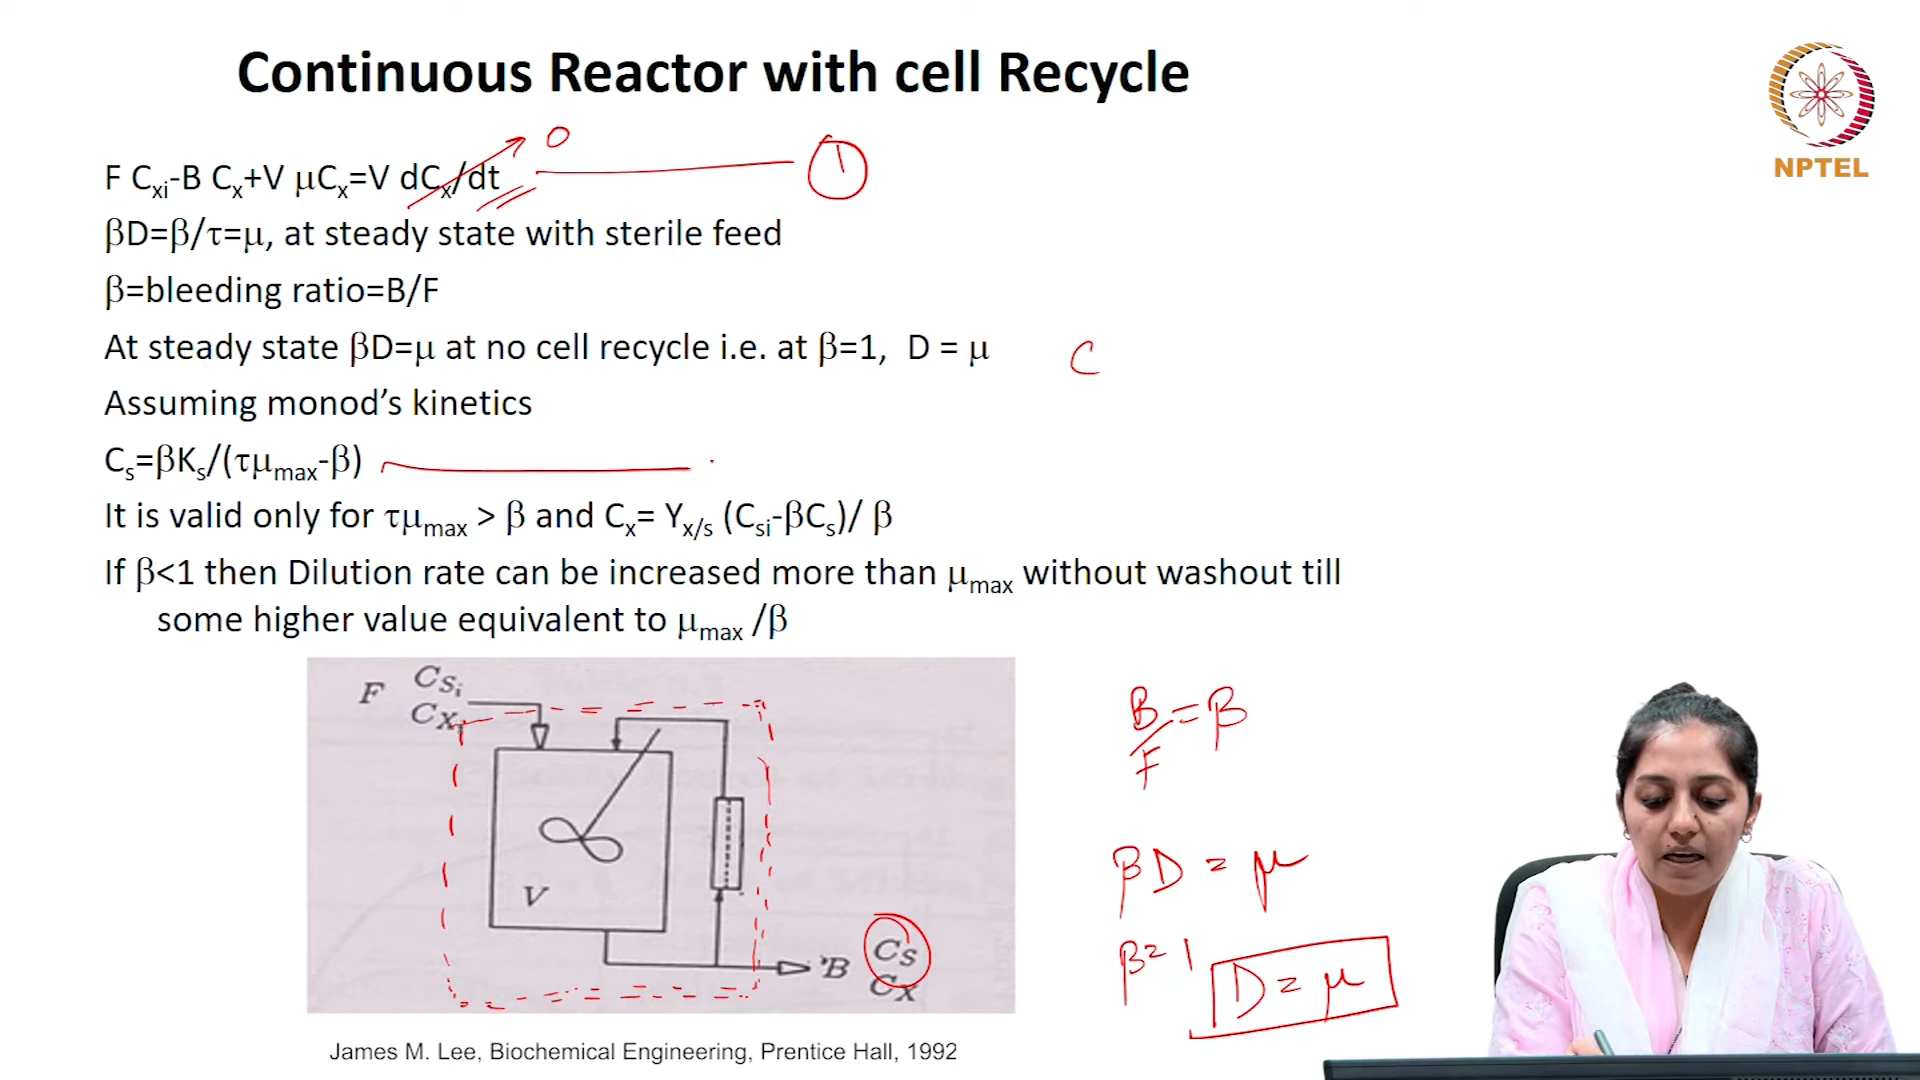 Continuous Reactor with cell Recycle
NPTEL
F Cxi-B Cx+V μCx=V dCx/dt
0
1
βD=β/τ=μ, at steady state with sterile feed
β=bleeding ratio=B/F
At steady state βD=μ at no cell recycle i.e. at β=1, D = μ
C
Assuming monod’s kinetics
Cs=βKs/(τμmax-β)
It is valid only for τμmax > β and Cx= Yx/s (Csi-βCs)/ β
If β<1 then Dilution rate can be increased more than μmax without washout till
some higher value equivalent to μmax /β
F
CSi
CXi
V
B
CS
CX
B/F = β
βD = μ
β = 1
D = μ
James M. Lee, Biochemical Engineering, Prentice Hall, 1992